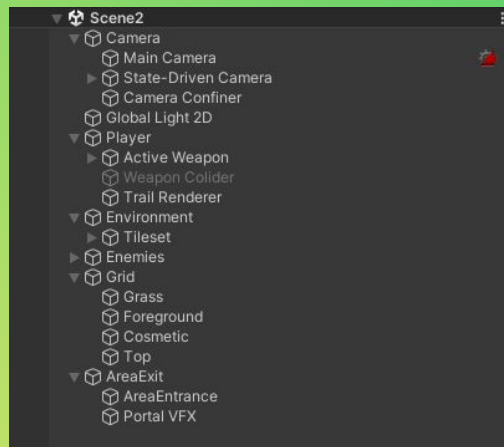 Scene2
Camera
Main Camera
State-Driven Camera
Camera Confiner
Global Light 2D
Player
Active Weapon
Weapon Colider
Trail Renderer
Environment
Tileset
Enemies
Grid
Grass
Foreground
Cosmetic
Top
AreaExit
AreaEntrance
Portal VFX